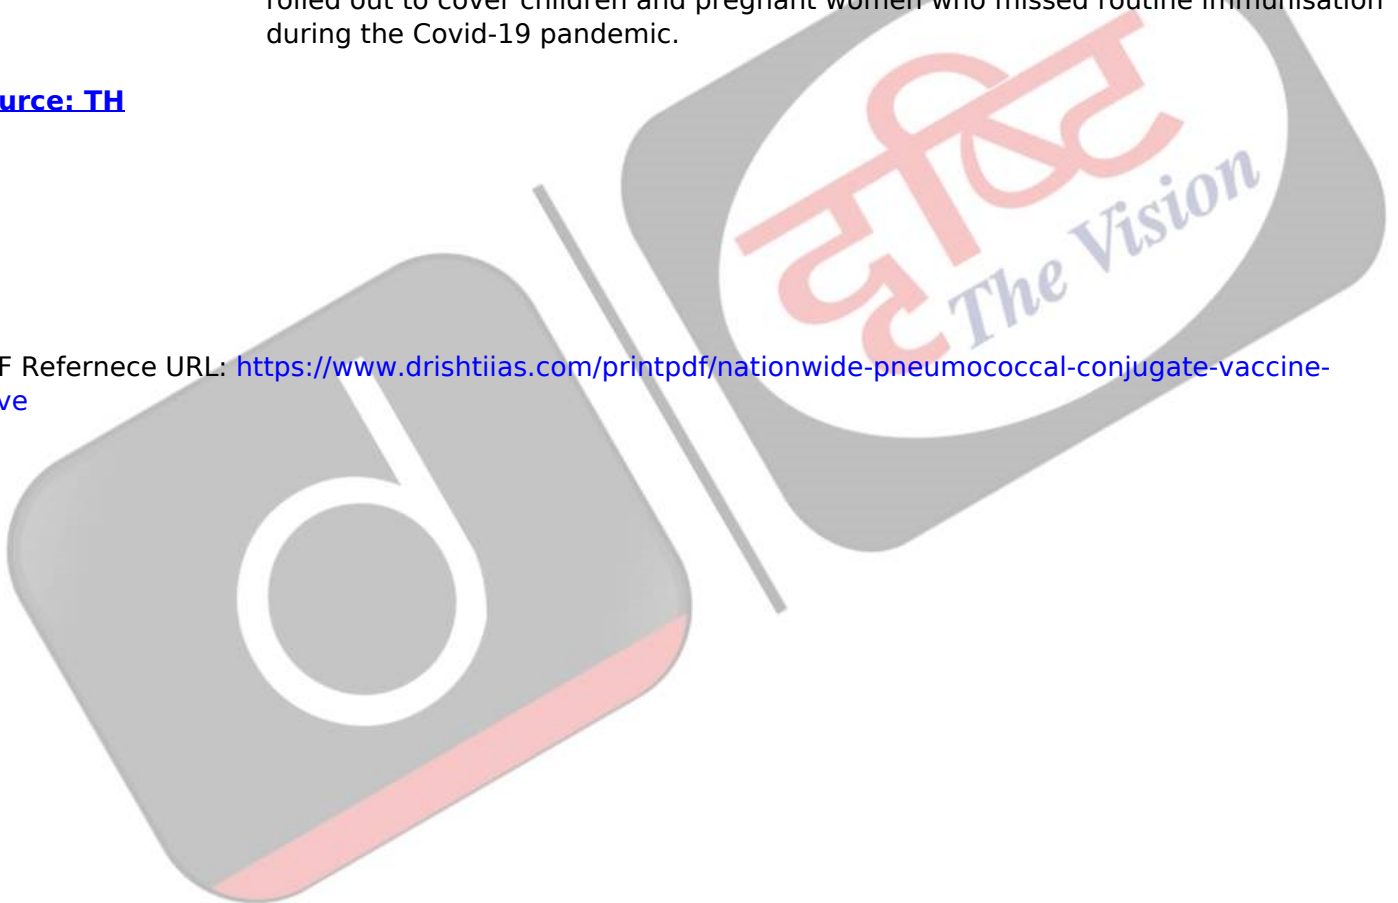 rolled out to cover children and pregnant women who missed routine immunisation
during the Covid-19 pandemic.
urce: TH
दृष्टि
The Vision
F Refernece URL: https://www.drishtiias.com/printpdf/nationwide-pneumococcal-conjugate-vaccine-
ve